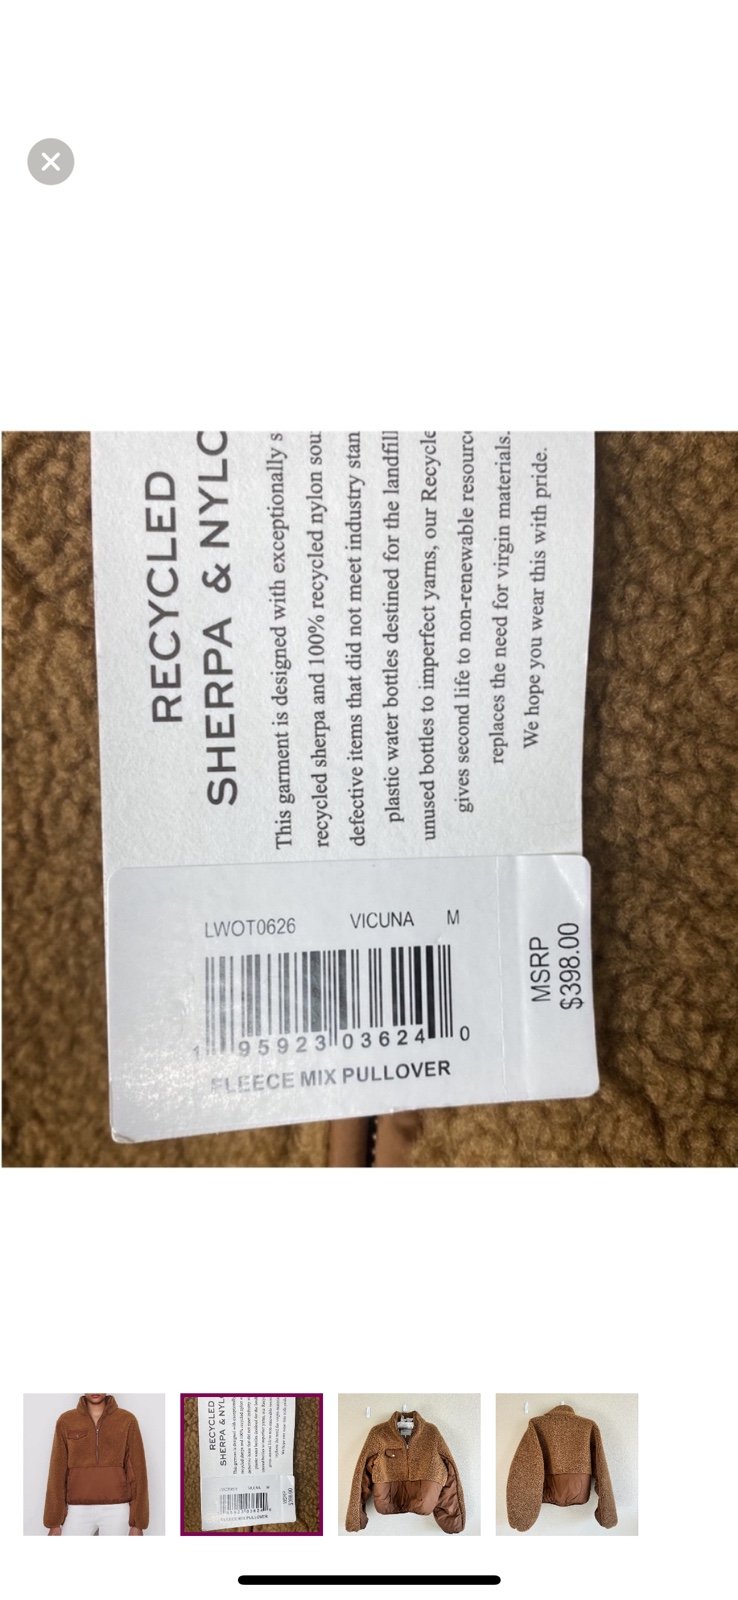 RECYCLED
SHERPA & NYLO
This garment is designed with exceptionally s
recycled sherpa and 100% recycled nylon sou
defective items that did not meet industry stan
plastic water bottles destined for the landfill
unused bottles to imperfect yarns, our Recycle
gives second life to non-renewable resourc
replaces the need for virgin materials.
We hope you wear this with pride.
LWOT0626 VICUNA M
1 95923 03624 0
FLEECE MIX PULLOVER
MSRP
$398.00